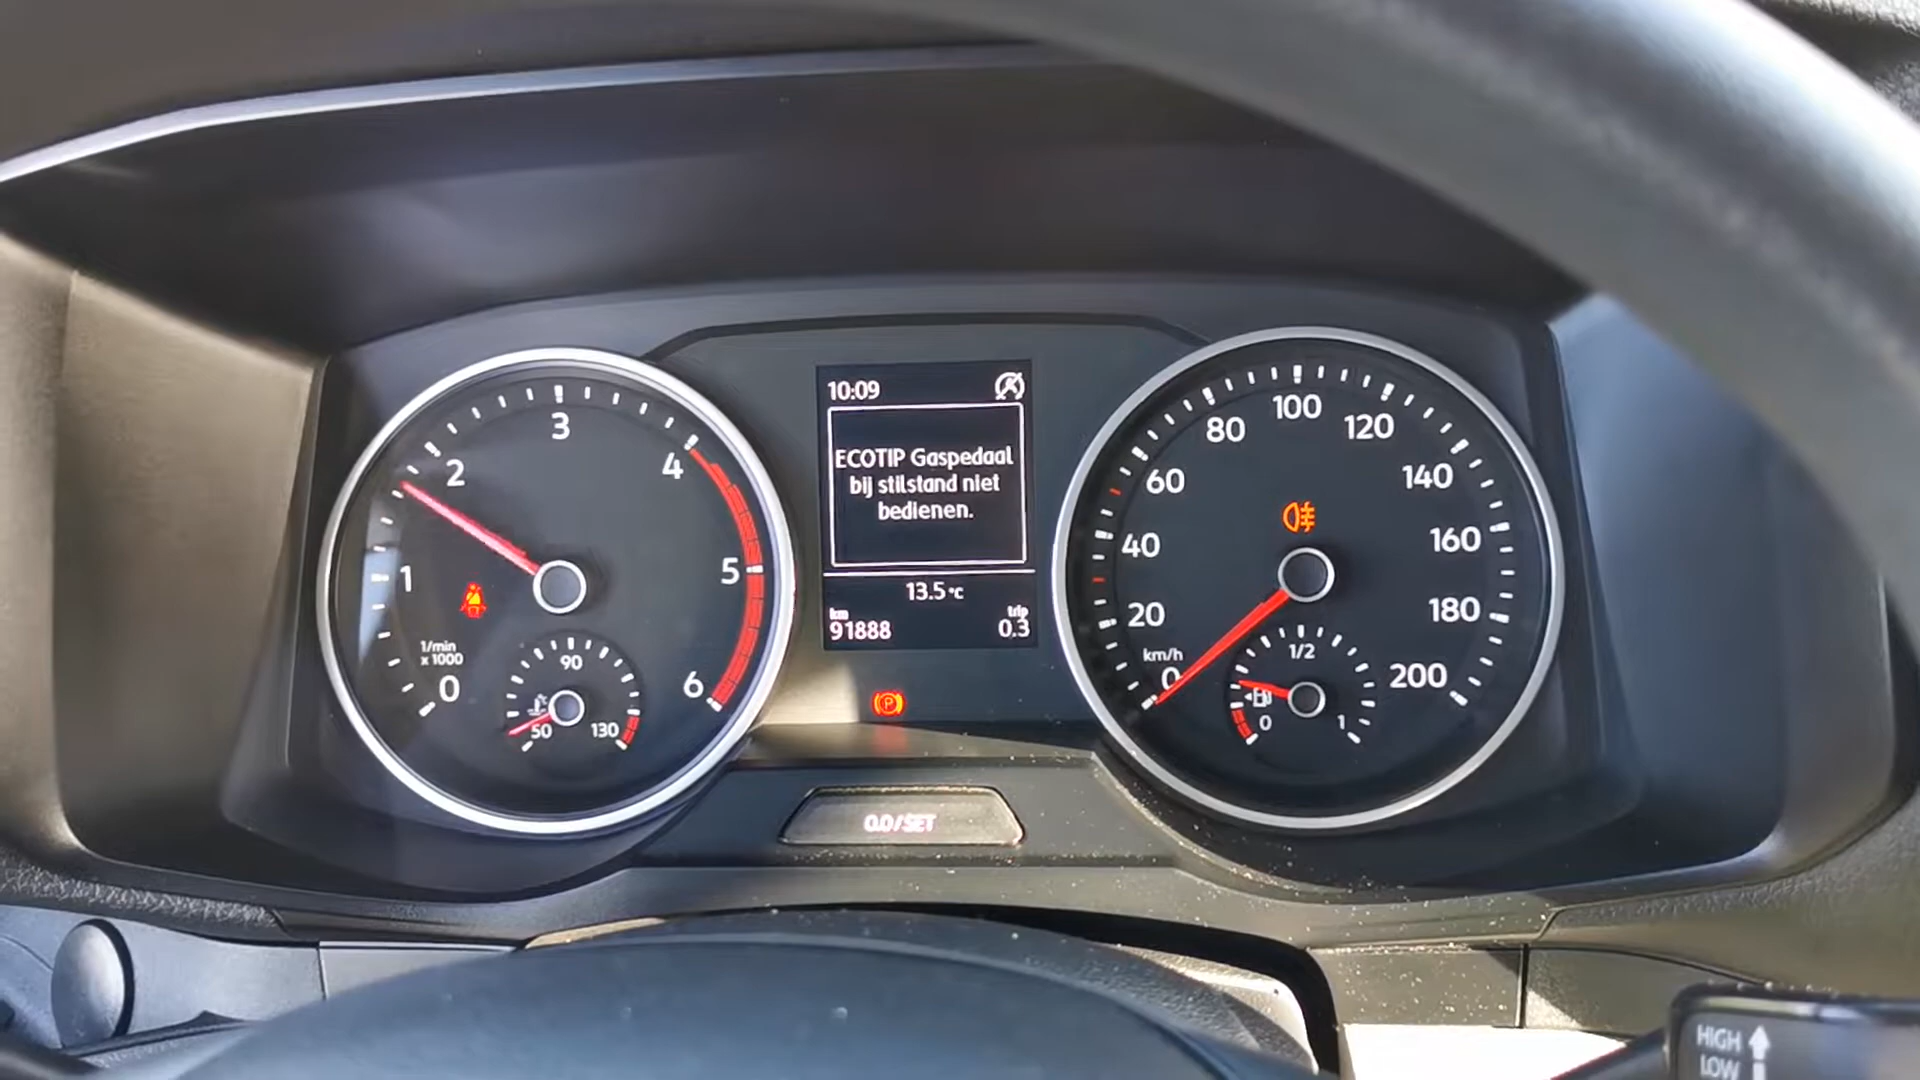 10:09
ECOTIP Gaspedaal
bij stilstand niet
bedienen.
13.5 °C
km
trip
91888
0.3
0
1
2
3
4
5
6
1/min
x 1000
50
90
130
P
0
20
40
60
80
100
120
140
160
180
200
km/h
0
1/2
1
0.0/SET
HIGH
LOW